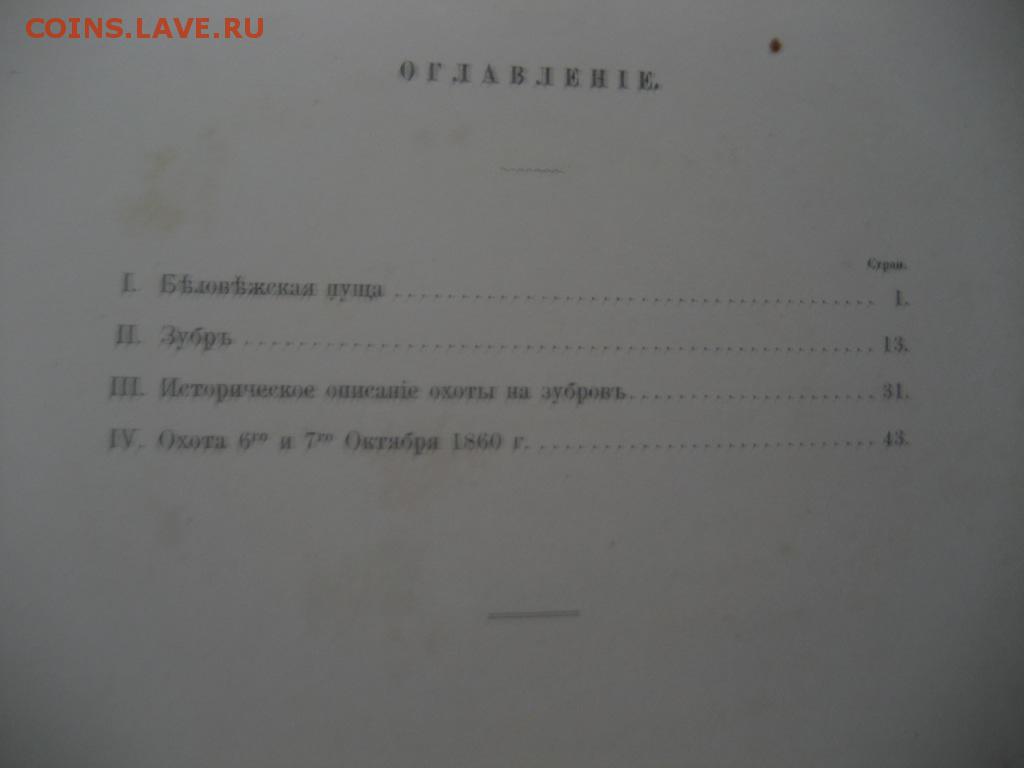 COINS.LAVE.RU
ОГЛАВЛЕНІЕ.
Стран.
I. Бѣловѣжская пуща 1.
II. Зубръ 13.
III. Историческое описаніе охоты на зубровъ. 31.
IV. Охота 6го и 7го Октября 1860 г. 43.